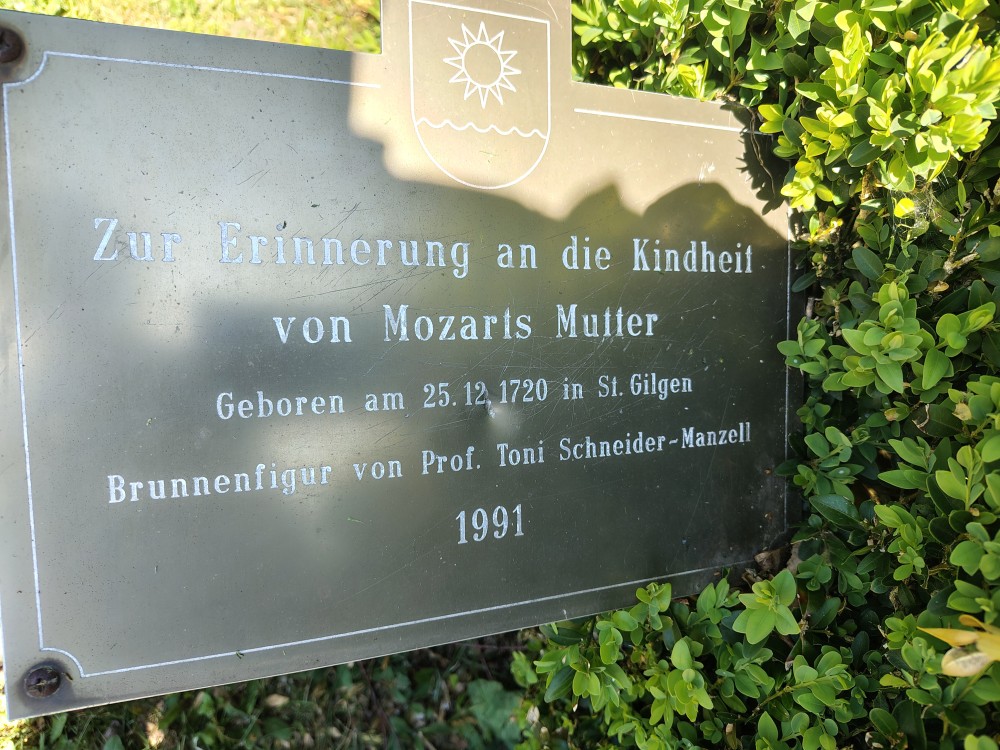 Zur Erinnerung an die Kindheit
von Mozarts Mutter
Geboren am 25.12.1720 in St. Gilgen
Brunnenfigur von Prof. Toni Schneider-Manzell
1991